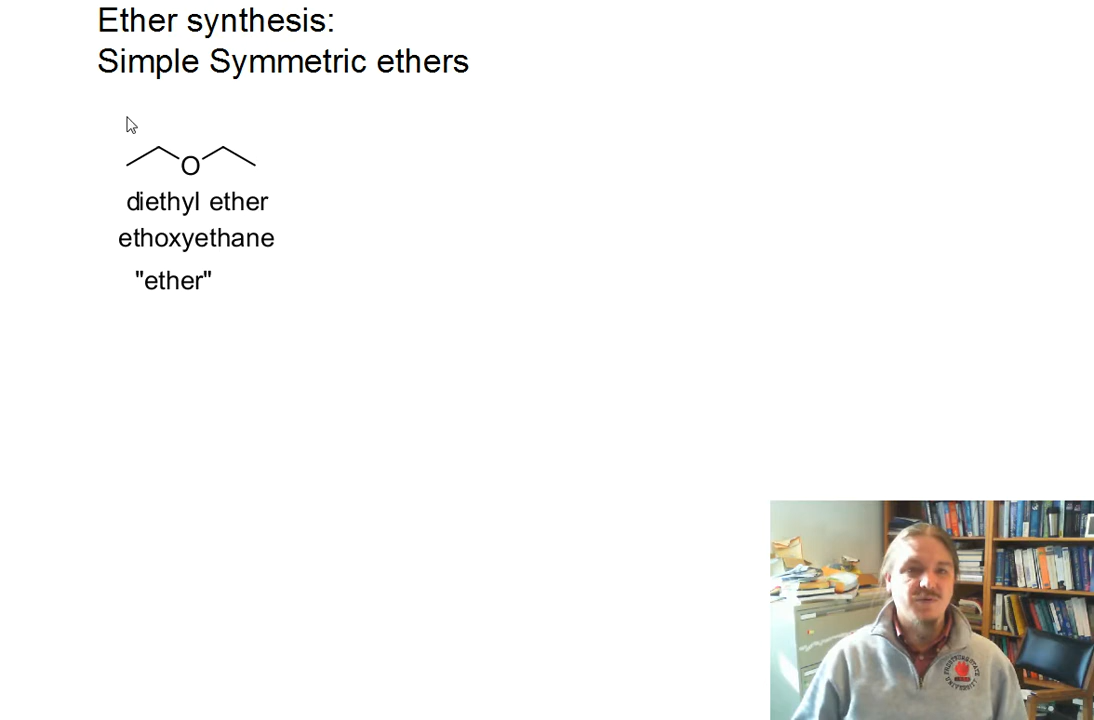 Ether synthesis:
Simple Symmetric ethers
O
diethyl ether
ethoxyethane
"ether"